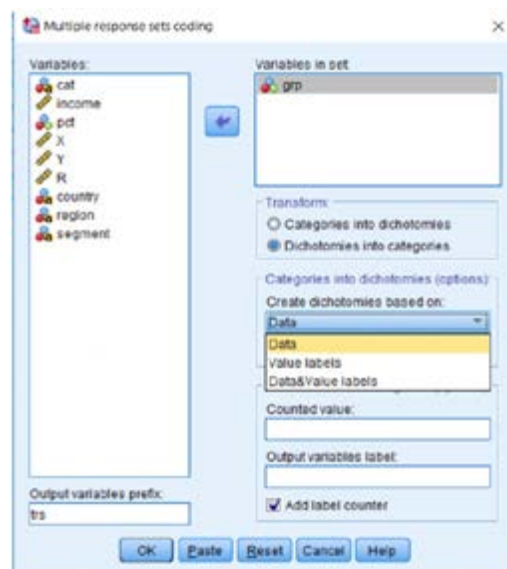 Multiple response sets coding
Variables:
cat
income
pct
X
Y
R
country
region
segment
Output variables prefix:
trs
Variables in set
grp
Transform:
Categories into dichotomies
Dichotomies into categories
Categories into dichotomies (options)
Create dichotomies based on:
Data
Data
Value labels
Data&Value labels
Counted value:
Output variables label:
Add label counter
OK
Paste
Reset
Cancel
Help